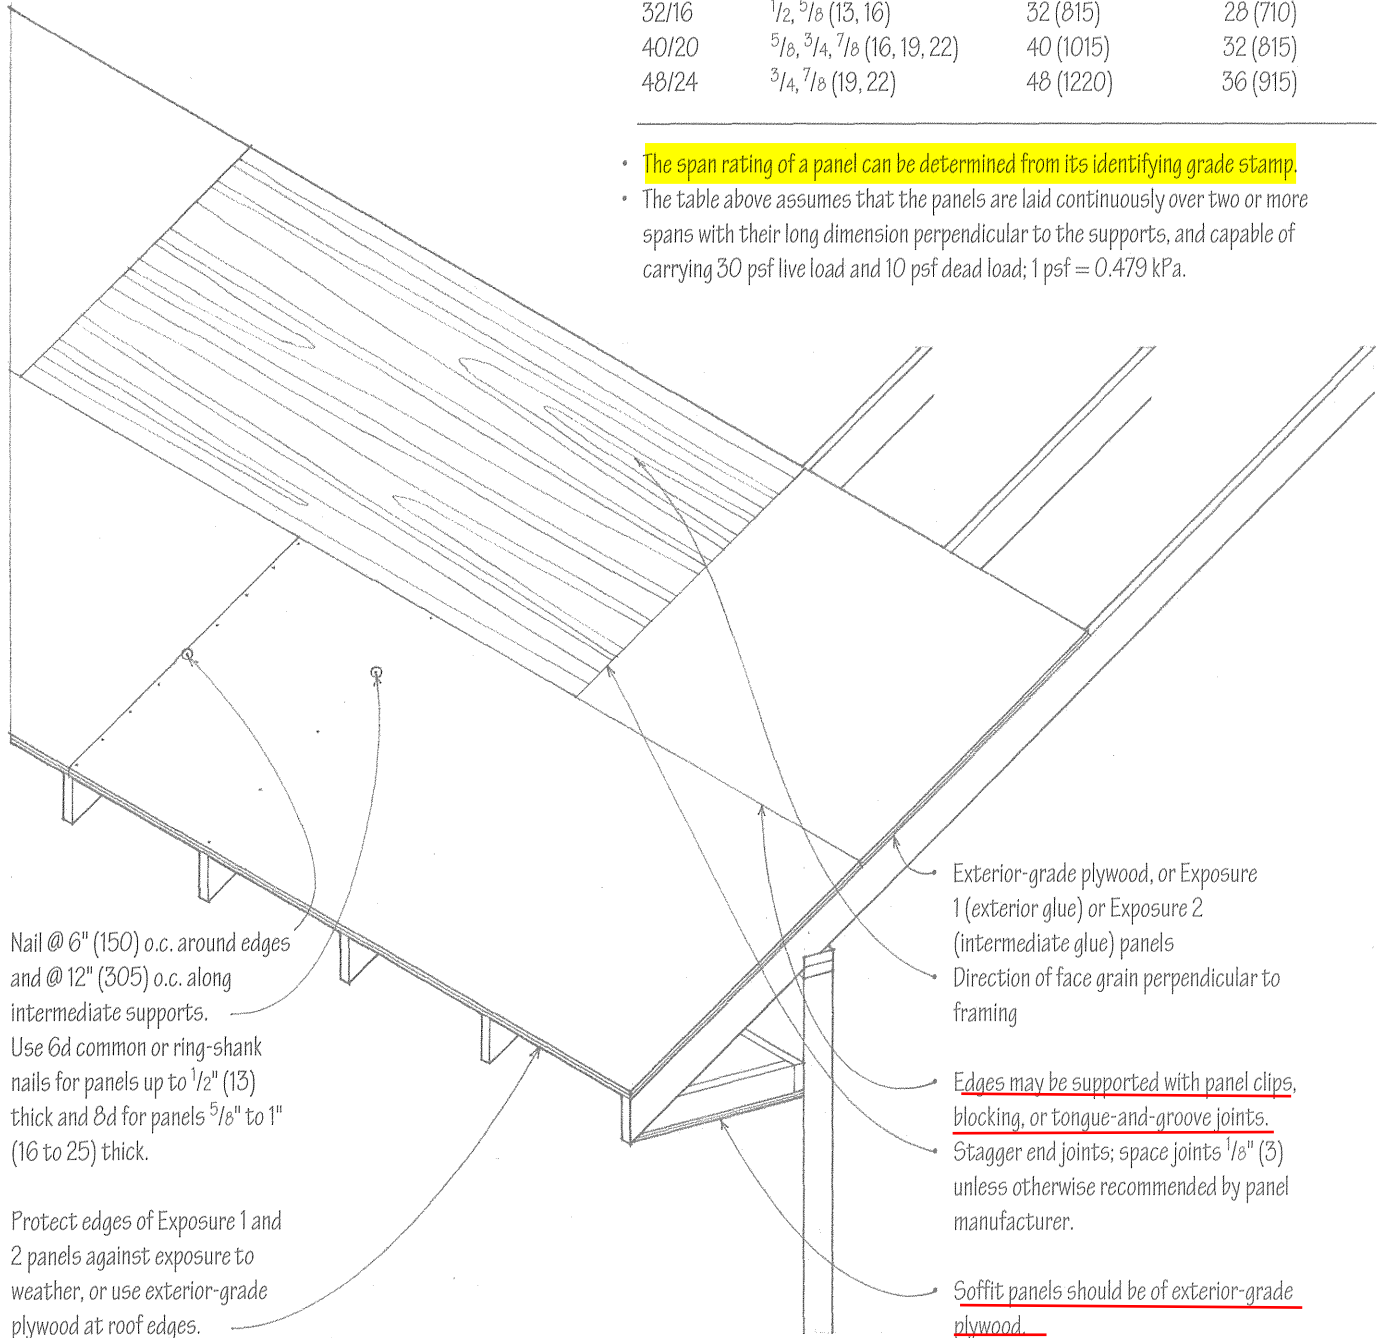 32/16 1/2, 5/8 (13, 16) 32 (815) 28 (710)
40/20 5/8, 3/4, 7/8 (16, 19, 22) 40 (1015) 32 (815)
48/24 3/4, 7/8 (19, 22) 48 (1220) 36 (915)
• The span rating of a panel can be determined from its identifying grade stamp.
• The table above assumes that the panels are laid continuously over two or more
spans with their long dimension perpendicular to the supports, and capable of
carrying 30 psf live load and 10 psf dead load; 1 psf = 0.479 kPa.
Nail @ 6" (150) o.c. around edges
and @ 12" (305) o.c. along
intermediate supports.
Use 6d common or ring-shank
nails for panels up to 1/2" (13)
thick and 8d for panels 5/8" to 1"
(16 to 25) thick.
Protect edges of Exposure 1 and
2 panels against exposure to
weather, or use exterior-grade
plywood at roof edges.
Exterior-grade plywood, or Exposure
1 (exterior glue) or Exposure 2
(intermediate glue) panels
Direction of face grain perpendicular to
framing
Edges may be supported with panel clips,
blocking, or tongue-and-groove joints.
Stagger end joints; space joints 1/8" (3)
unless otherwise recommended by panel
manufacturer.
Soffit panels should be of exterior-grade
plywood.